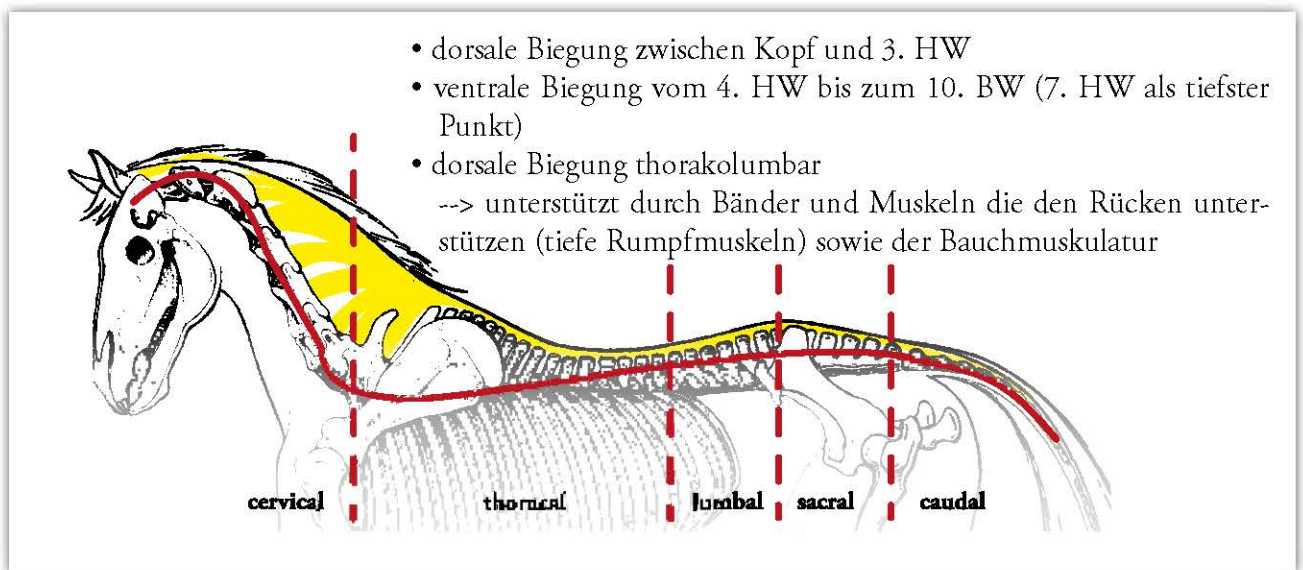 • dorsale Biegung zwischen Kopf und 3. HW
• ventrale Biegung vom 4. HW bis zum 10. BW (7. HW als tiefster
Punkt)
• dorsale Biegung thorakolumbar
--> unterstützt durch Bänder und Muskeln die den Rücken unter-
stützen (tiefe Rumpfmuskeln) sowie der Bauchmuskulatur
cervical lumbal sacral caudal